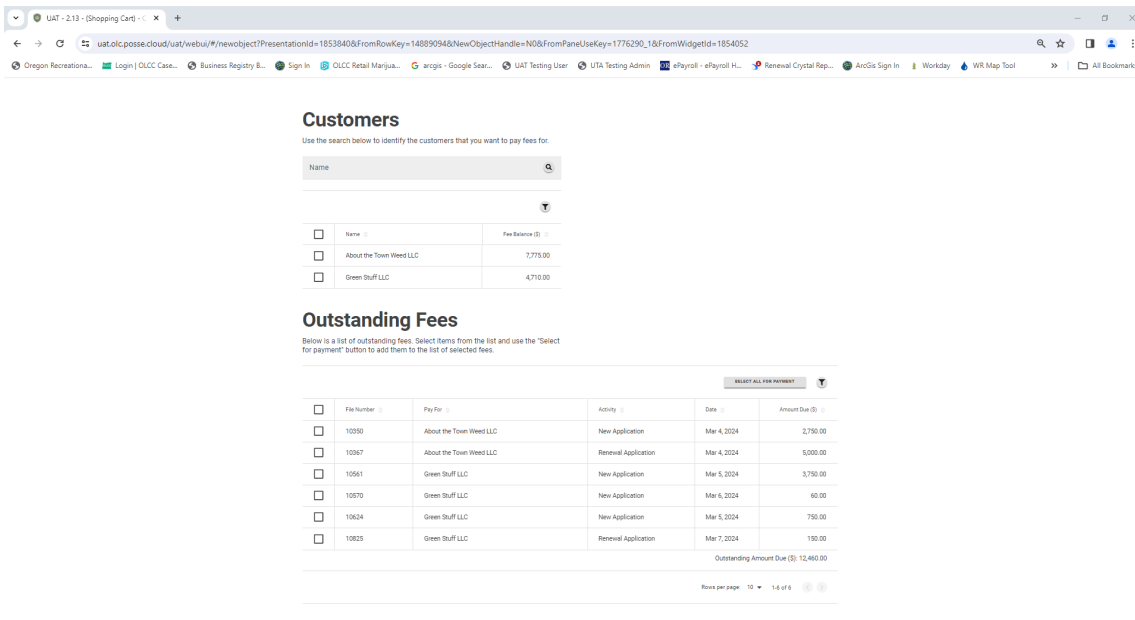 UAT - 2.13 - (Shopping Cart) - C
uat.olc.posse.cloud/uat/webui/#/newobject?PresentationId=1853840&FromRowKey=14889094&NewObjectHandle=N0&FromPaneUseKey=1776290_1&FromWidgetId=1854052
Oregon Recreationa... Login | OLCC Case... Business Registry B... Sign In OLCC Retail Marijua... arcgis - Google Sear... UAT Testing User UTA Testing Admin ePayroll - ePayroll H... Renewal Crystal Rep... ArcGis Sign In Workday WR Map Tool » All Bookmark
Customers
Use the search below to identify the customers that you want to pay fees for.
Name
Name Fee Balance ($)
About the Town Weed LLC 7,775.00
Green Stuff LLC 4,710.00
Outstanding Fees
Below is a list of outstanding fees. Select items from the list and use the "Select
for payment" button to add them to the list of selected fees.
SELECT ALL FOR PAYMENT
File Number Pay For Activity Date Amount Due ($)
10350 About the Town Weed LLC New Application Mar 4, 2024 2,750.00
10367 About the Town Weed LLC Renewal Application Mar 4, 2024 5,000.00
10561 Green Stuff LLC New Application Mar 5, 2024 3,750.00
10570 Green Stuff LLC New Application Mar 6, 2024 60.00
10624 Green Stuff LLC New Application Mar 5, 2024 750.00
10825 Green Stuff LLC Renewal Application Mar 7, 2024 150.00
Outstanding Amount Due ($): 12,460.00
Rows per page: 10 1-6 of 6